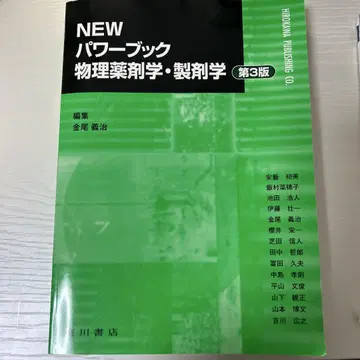 NEW
パワーブック
物理薬剤学・製剤学 第3版
HIROKAWA PUBLISHING CO.
編集
金尾 義治
安藝 初美
飯村菜穂子
池田 浩人
伊藤 壮一
金尾 義治
櫻井 栄一
芝田 信人
田中 哲郎
冨田 久夫
中島 孝則
平山 文俊
山下 親正
山本 博文
吉川 広之
川書店